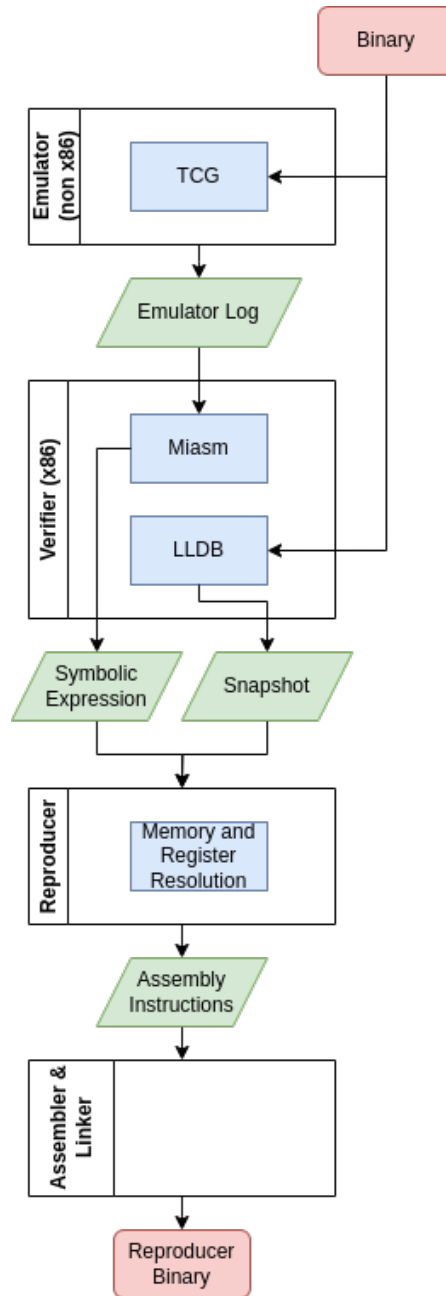 Binary
Emulator
(non x86)
TCG
Emulator Log
Verifier (x86)
Miasm
LLDB
Symbolic
Expression
Snapshot
Reproducer
Memory and
Register
Resolution
Assembly
Instructions
Assembler &
Linker
Reproducer
Binary